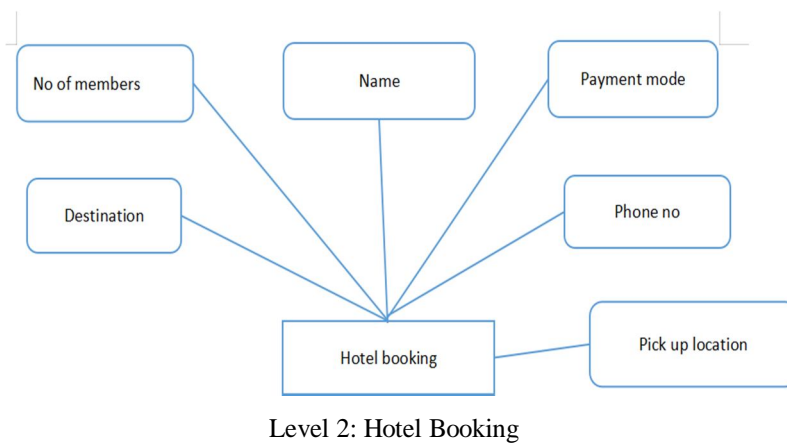 No of members
Name
Payment mode
Destination
Phone no
Hotel booking
Pick up location
Level 2: Hotel Booking